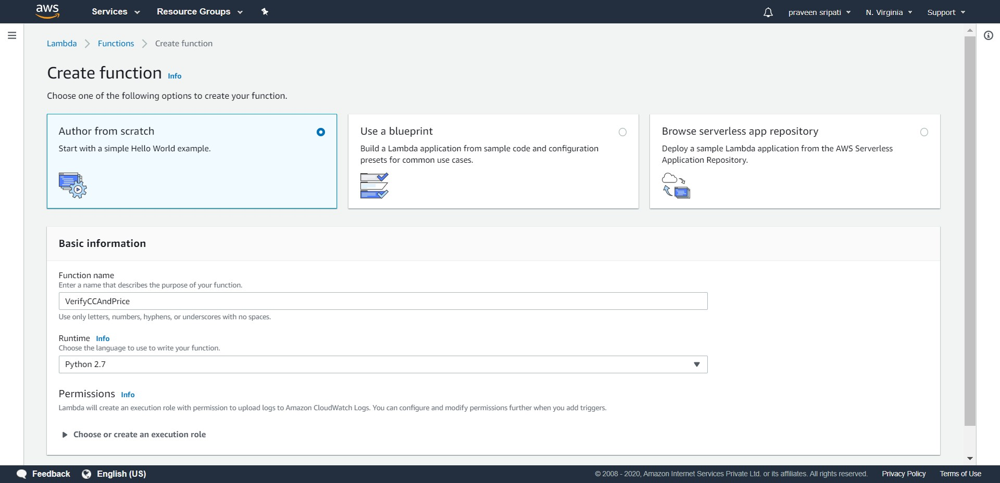 aws Services Resource Groups praveen sripati N. Virginia Support
Lambda Functions Create function
Create function Info
Choose one of the following options to create your function.
Author from scratch
Start with a simple Hello World example.
Use a blueprint
Build a Lambda application from sample code and configuration
presets for common use cases.
Browse serverless app repository
Deploy a sample Lambda application from the AWS Serverless
Application Repository.
Basic information
Function name
Enter a name that describes the purpose of your function.
VerifyCCAndPrice
Use only letters, numbers, hyphens, or underscores with no spaces.
Runtime Info
Choose the language to use to write your function.
Python 2.7
Permissions Info
Lambda will create an execution role with permission to upload logs to Amazon CloudWatch Logs. You can configure and modify permissions further when you add triggers.
Choose or create an execution role
Feedback English (US) © 2008 - 2020, Amazon Internet Services Private Ltd. or its affiliates. All rights reserved. Privacy Policy Terms of Use